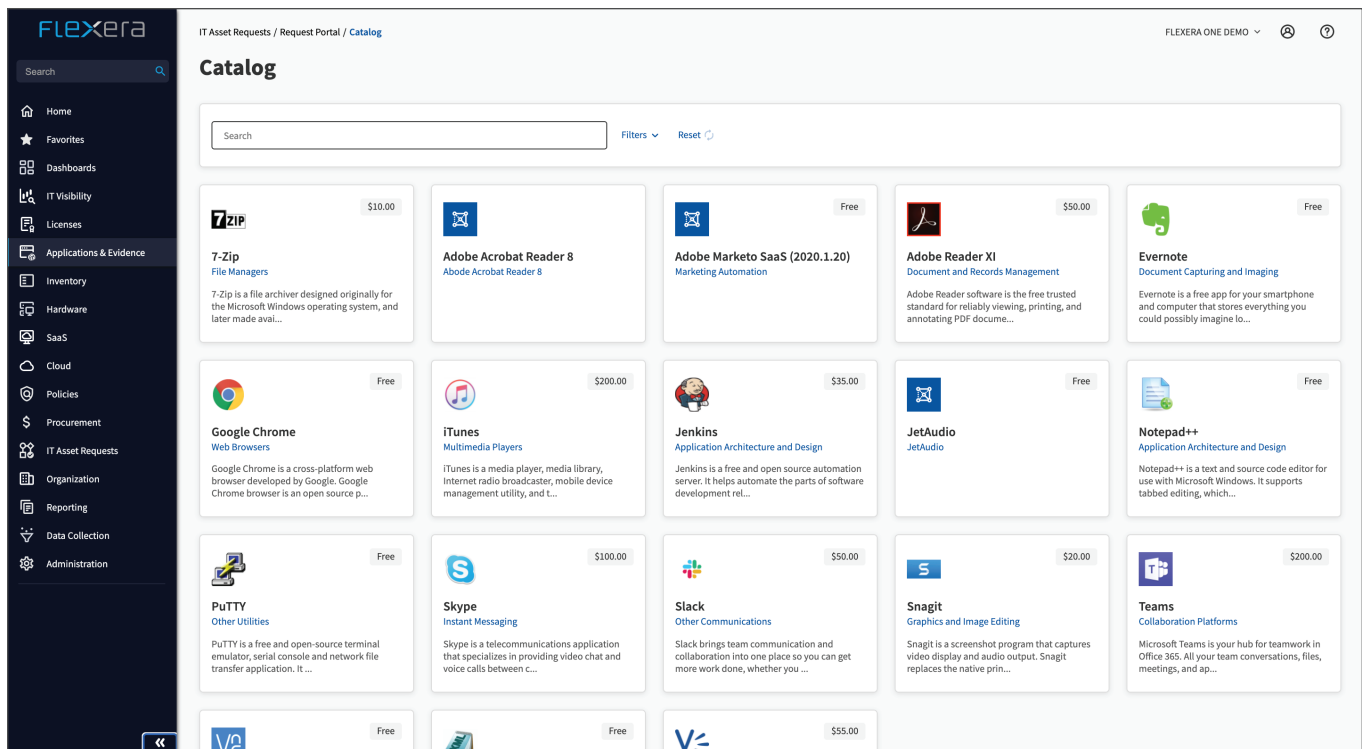 FLEXERA
IT Asset Requests / Request Portal / Catalog
FLEXERA ONE DEMO
Catalog
Search
Home
Favorites
Dashboards
IT Visibility
Licenses
Applications & Evidence
Inventory
Hardware
SaaS
Cloud
Policies
Procurement
IT Asset Requests
Organization
Reporting
Data Collection
Administration
Search
Filters
Reset
7ZIP
$10.00
7-Zip
File Managers
7-Zip is a file archiver designed originally for
the Microsoft Windows operating system, and
later made avai...
Adobe Acrobat Reader 8
Abode Acrobat Reader 8
Free
Adobe Marketo SaaS (2020.1.20)
Marketing Automation
$50.00
Adobe Reader XI
Document and Records Management
Adobe Reader software is the free trusted
standard for reliably viewing, printing, and
annotating PDF docume...
Free
Evernote
Document Capturing and Imaging
Evernote is a free app for your smartphone
and computer that stores everything you
could possibly imagine lo...
Free
Google Chrome
Web Browsers
Google Chrome is a cross-platform web
browser developed by Google. Google
Chrome browser is an open source p...
$200.00
iTunes
Multimedia Players
iTunes is a media player, media library,
Internet radio broadcaster, mobile device
management utility, and t...
$35.00
Jenkins
Application Architecture and Design
Jenkins is a free and open source automation
server. It helps automate the parts of software
development rel...
Free
JetAudio
JetAudio
Free
Notepad++
Application Architecture and Design
Notepad++ is a text and source code editor for
use with Microsoft Windows. It supports
tabbed editing, which...
Free
PuTTY
Other Utilities
PuTTY is a free and open-source terminal
emulator, serial console and network file
transfer application. It ...
S
$100.00
Skype
Instant Messaging
Skype is a telecommunications application
that specializes in providing video chat and
voice calls between c...
$50.00
Slack
Other Communications
Slack brings team communication and
collaboration into one place so you can get
more work done, whether you ...
S
$20.00
Snagit
Graphics and Image Editing
Snagit is a screenshot program that captures
video display and audio output. Snagit
replaces the native prin...
T
$200.00
Teams
Collaboration Platforms
Microsoft Teams is your hub for teamwork in
Office 365. All your team conversations, files,
meetings, and ap...
Free
Free
$55.00